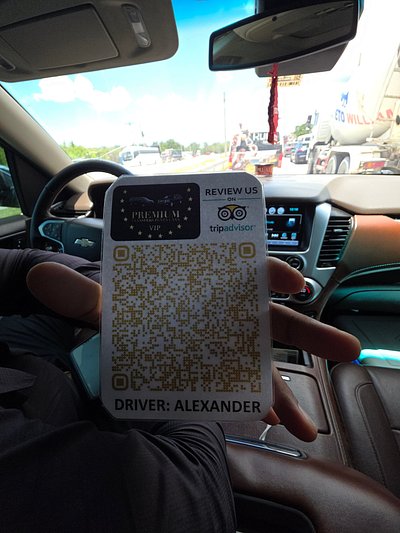 PREMIUM
VIP
REVIEW US
ON
tripadvisor
DRIVER: ALEXANDER